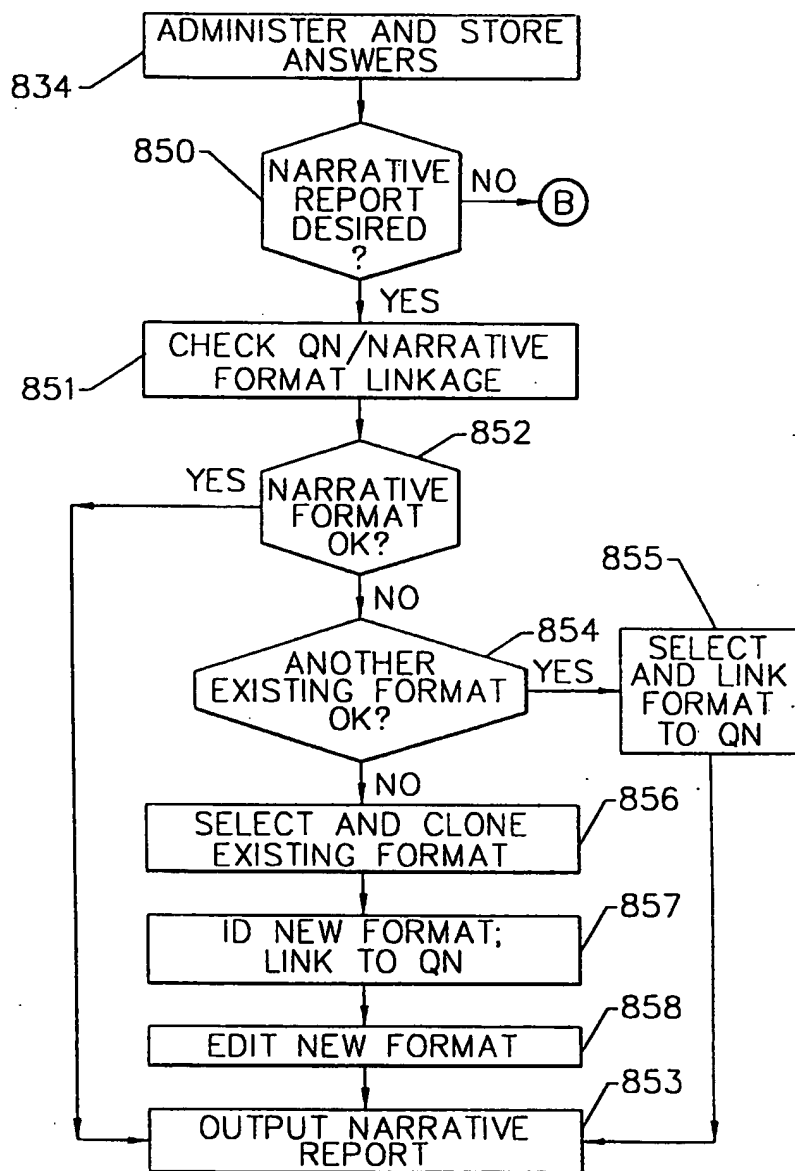 ADMINISTER AND STORE
ANSWERS
834
850
NARRATIVE
REPORT
DESIRED
?
NO
B
YES
CHECK QN/NARRATIVE
FORMAT LINKAGE
851
852
YES
NARRATIVE
FORMAT
OK?
NO
855
854
ANOTHER
EXISTING FORMAT
OK?
YES
SELECT
AND LINK
FORMAT
TO QN
NO
856
SELECT AND CLONE
EXISTING FORMAT
857
ID NEW FORMAT;
LINK TO QN
858
EDIT NEW FORMAT
853
OUTPUT NARRATIVE
REPORT